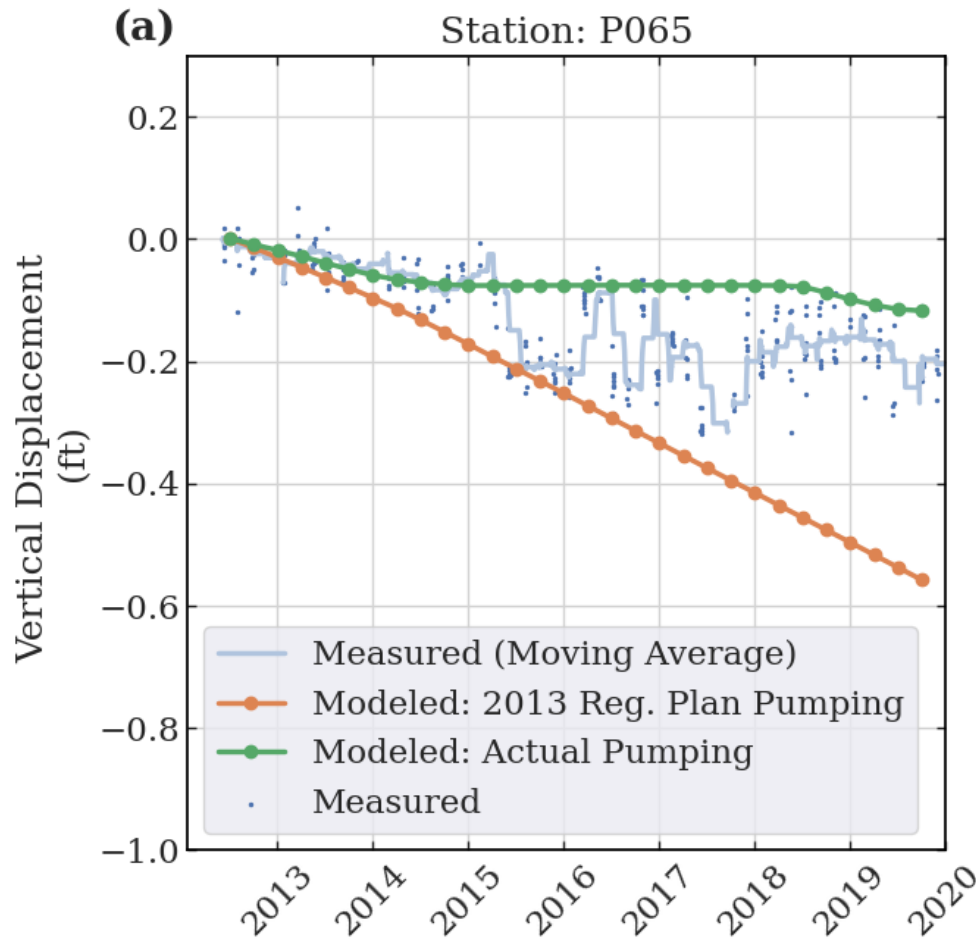 (a)
Station: P065
Vertical Displacement
(ft)
0.2
0.0
−0.2
−0.4
−0.6
−0.8
−1.0
Measured (Moving Average)
Modeled: 2013 Reg. Plan Pumping
Modeled: Actual Pumping
Measured
2013
2014
2015
2016
2017
2018
2019
2020